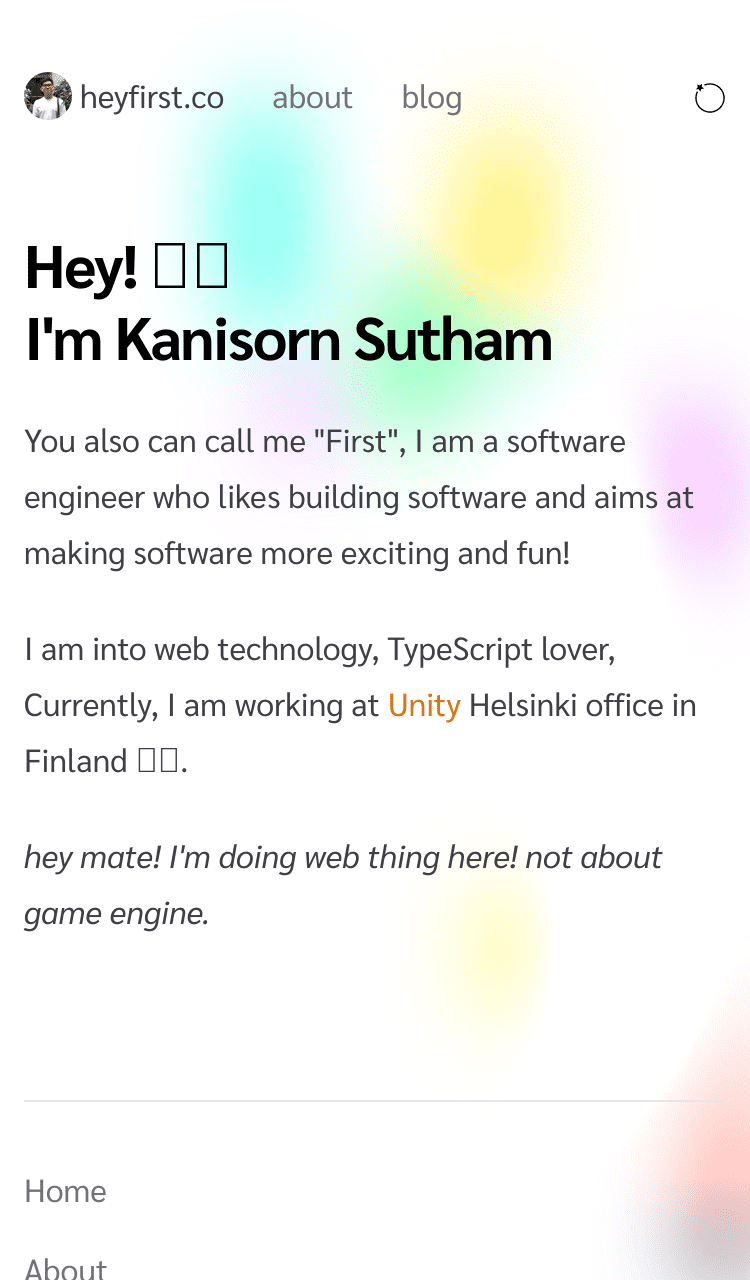 heyfirst.co about blog
Hey!
I'm Kanisorn Sutham
You also can call me "First", I am a software
engineer who likes building software and aims at
making software more exciting and fun!
I am into web technology, TypeScript lover,
Currently, I am working at Unity Helsinki office in
Finland .
hey mate! I'm doing web thing here! not about
game engine.
Home
About